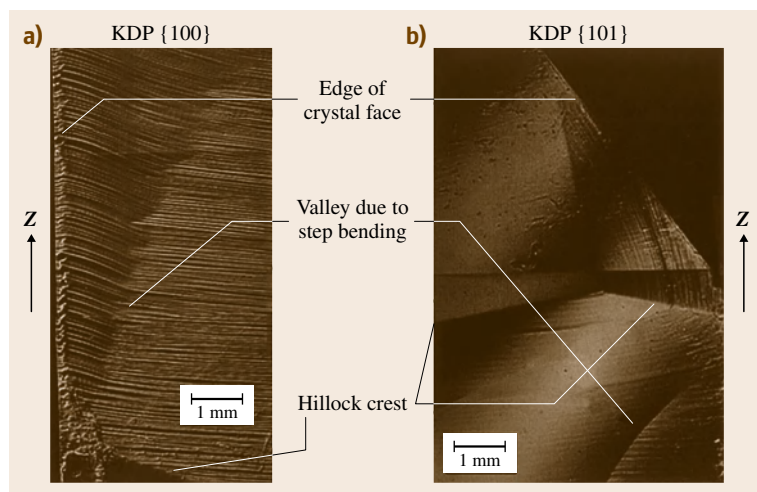 a) KDP {100}
b) KDP {101}
Edge of
crystal face
Z
Valley due to
step bending
Z
1 mm
Hillock crest
1 mm